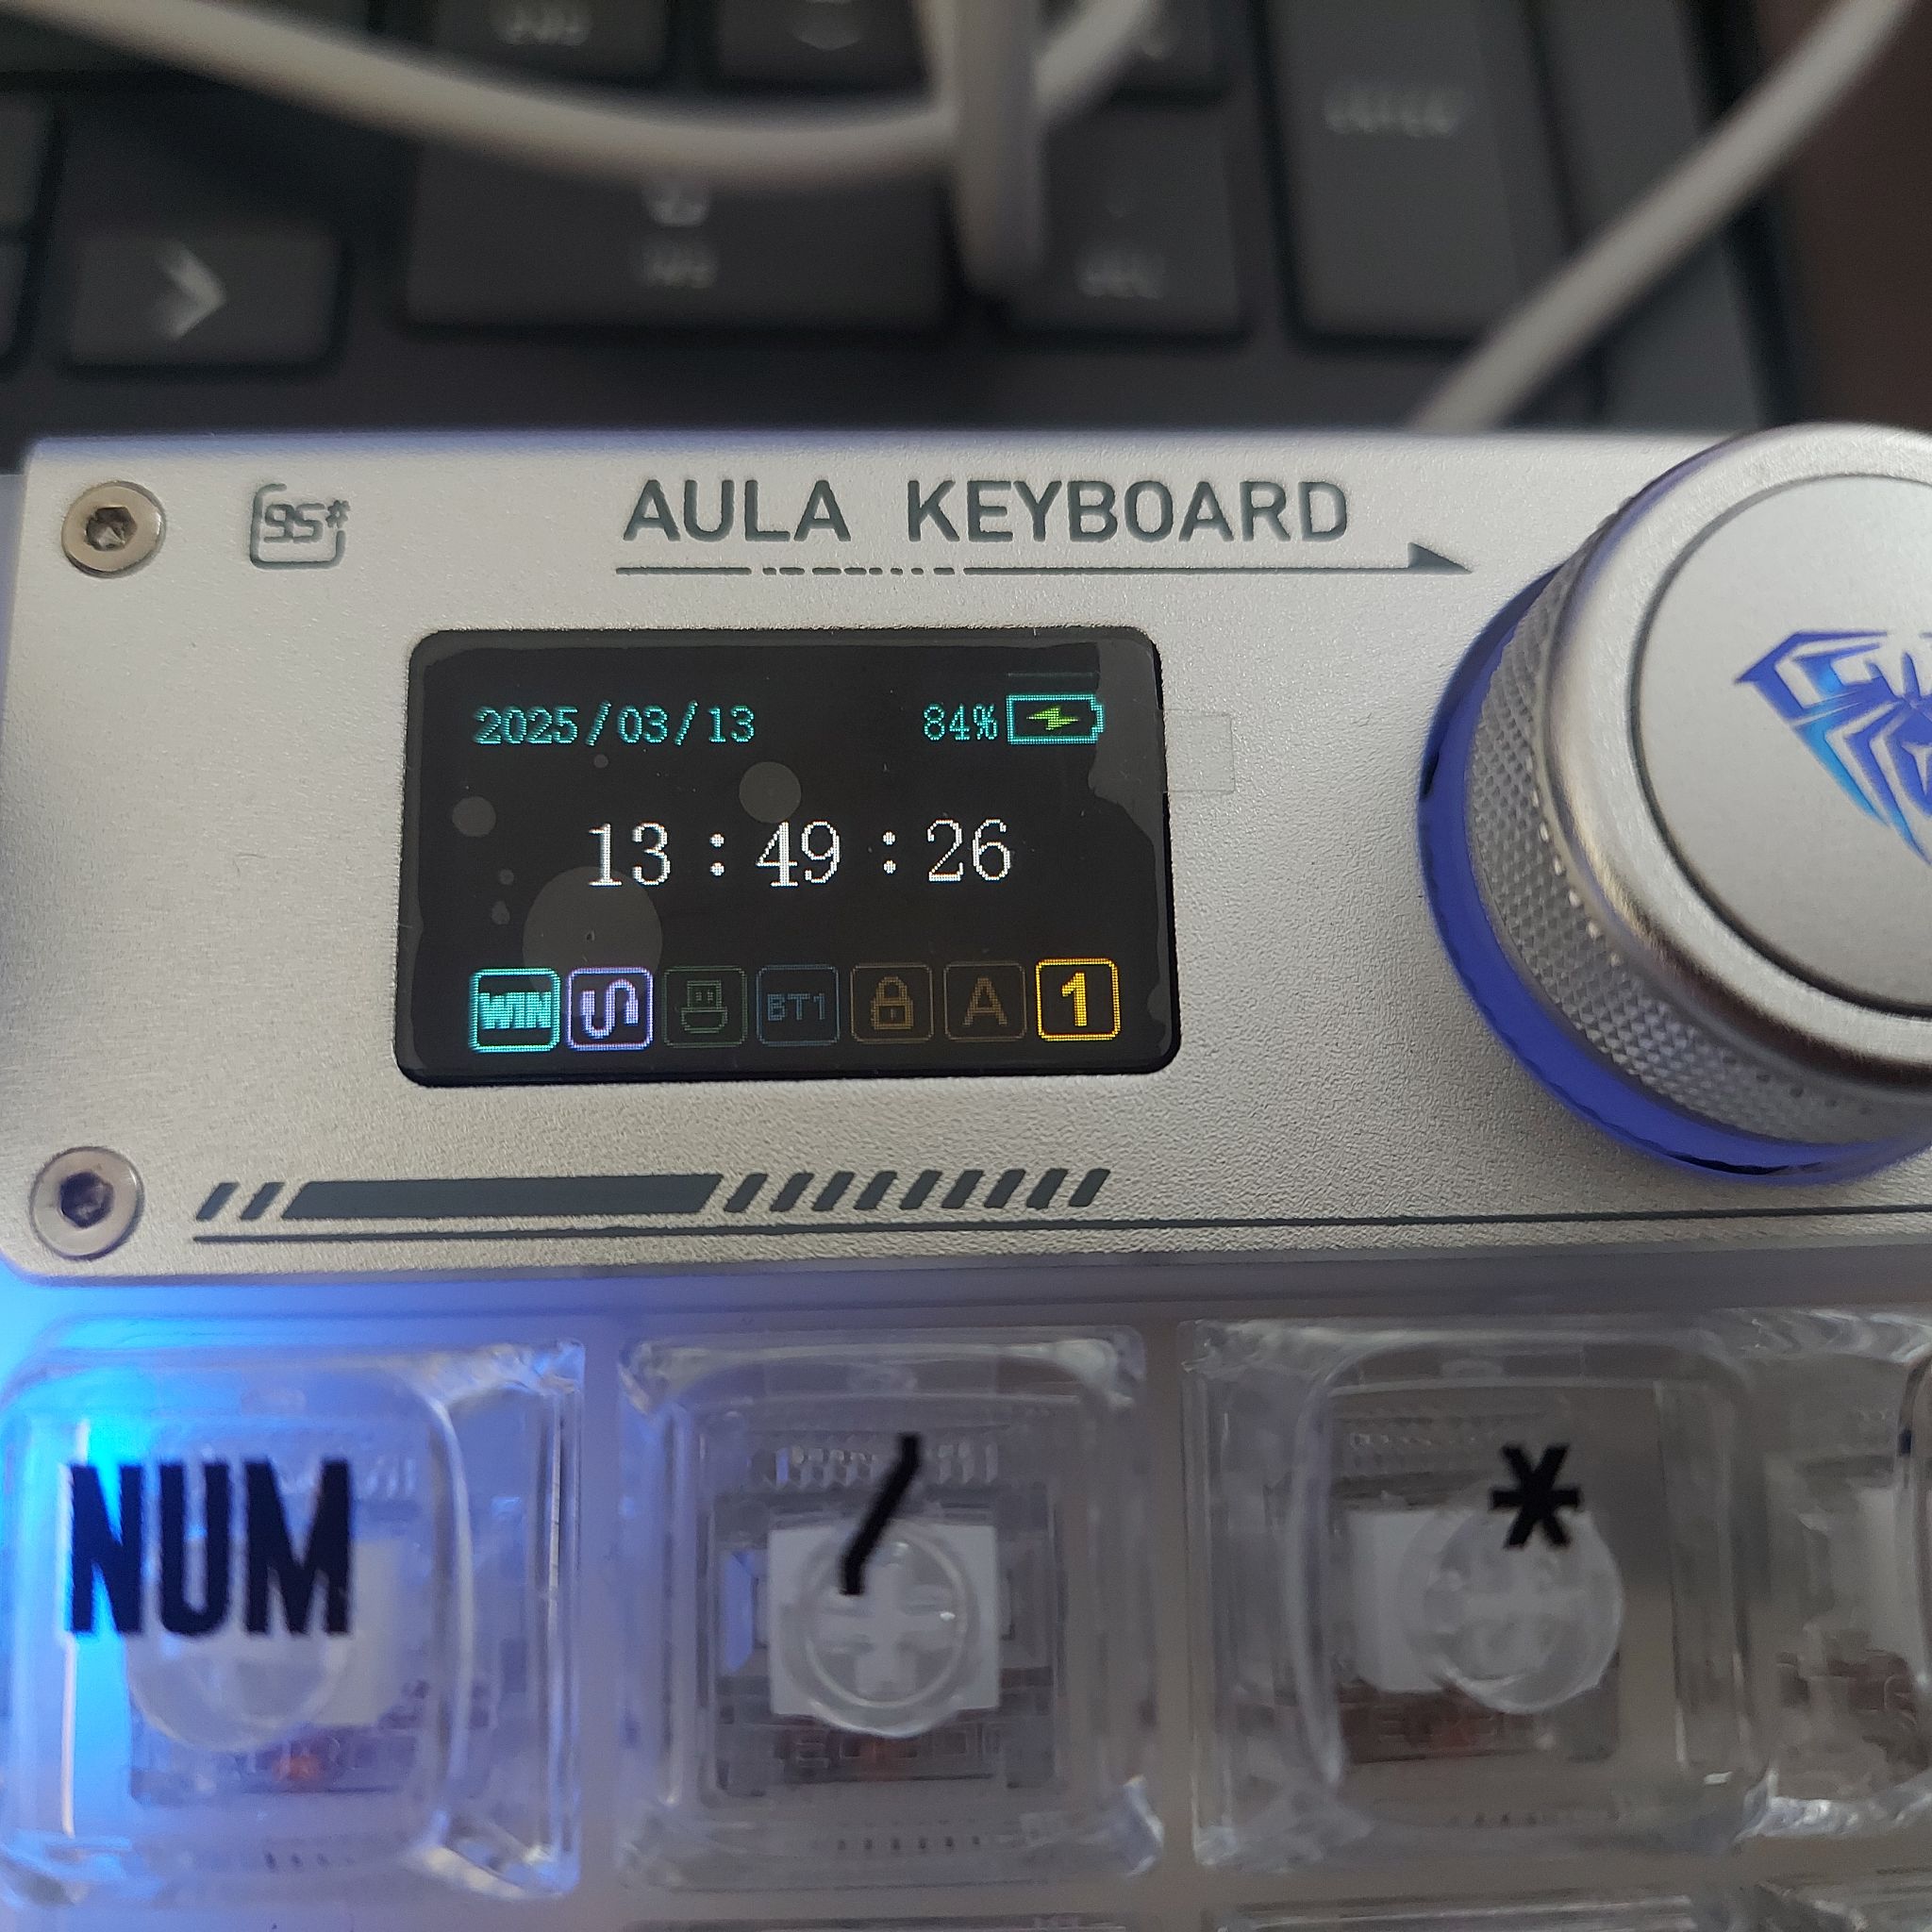 95#
AULA KEYBOARD
2025/03/13 84%
13:49:26
WIN BT1 A 1
NUM / *